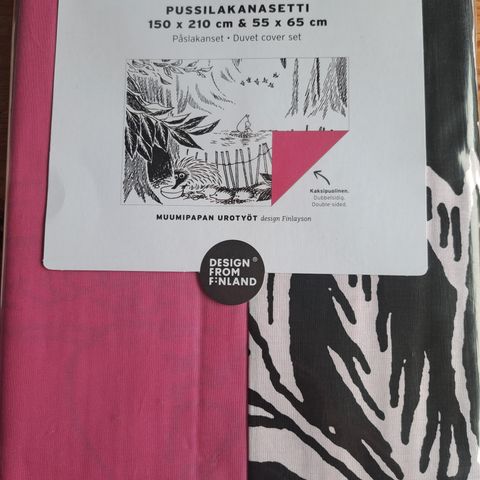 PUSSILAKANASETTI
150 x 210 cm & 55 x 65 cm
Påslakanset • Duvet cover set
Kaksipuolinen.
Dubbelsidig.
Double-sided.
MUUMIPAPAN UROTYÖT design Finlayson
DESIGN®
FROM
FINLAND